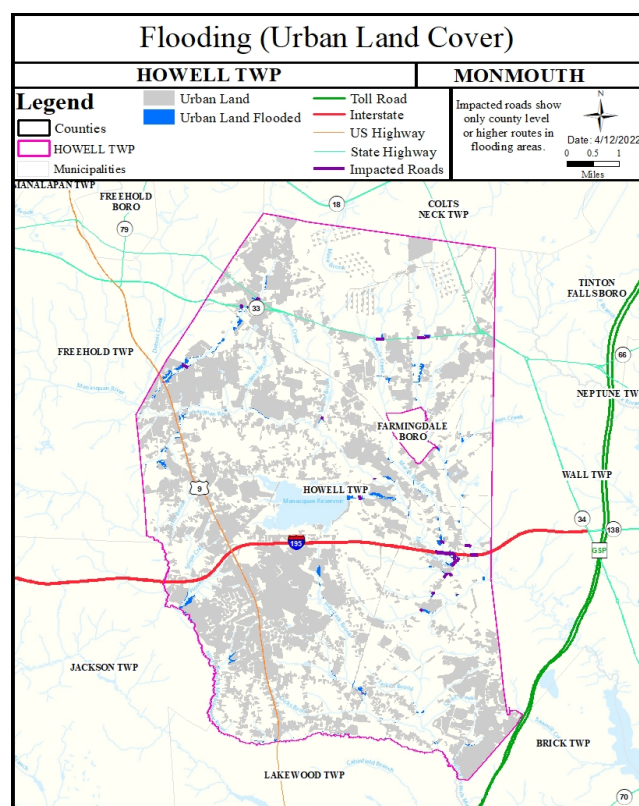 Flooding (Urban Land Cover)
HOWELL TWP
MONMOUTH
Legend
Counties
HOWELL TWP
Municipalities
Urban Land
Urban Land Flooded
Toll Road
Interstate
US Highway
State Highway
Impacted Roads
Impacted roads show
only county level
or higher routes in
flooding areas.
N
Date: 4/12/2022
0 0.5 1
Miles
MANALAPAN TWP
FREEHOLD
BORO
18
COLTS
NECK TWP
79
TINTON
FALLS BORO
33
FREEHOLD TWP
66
NEPTUNE TW
FARMINGDALE
BORO
WALL TWP
9
HOWELL TWP
Manasquan Reservoir
34
138
195
GSP
JACKSON TWP
BRICK TWP
LAKEWOOD TWP
70